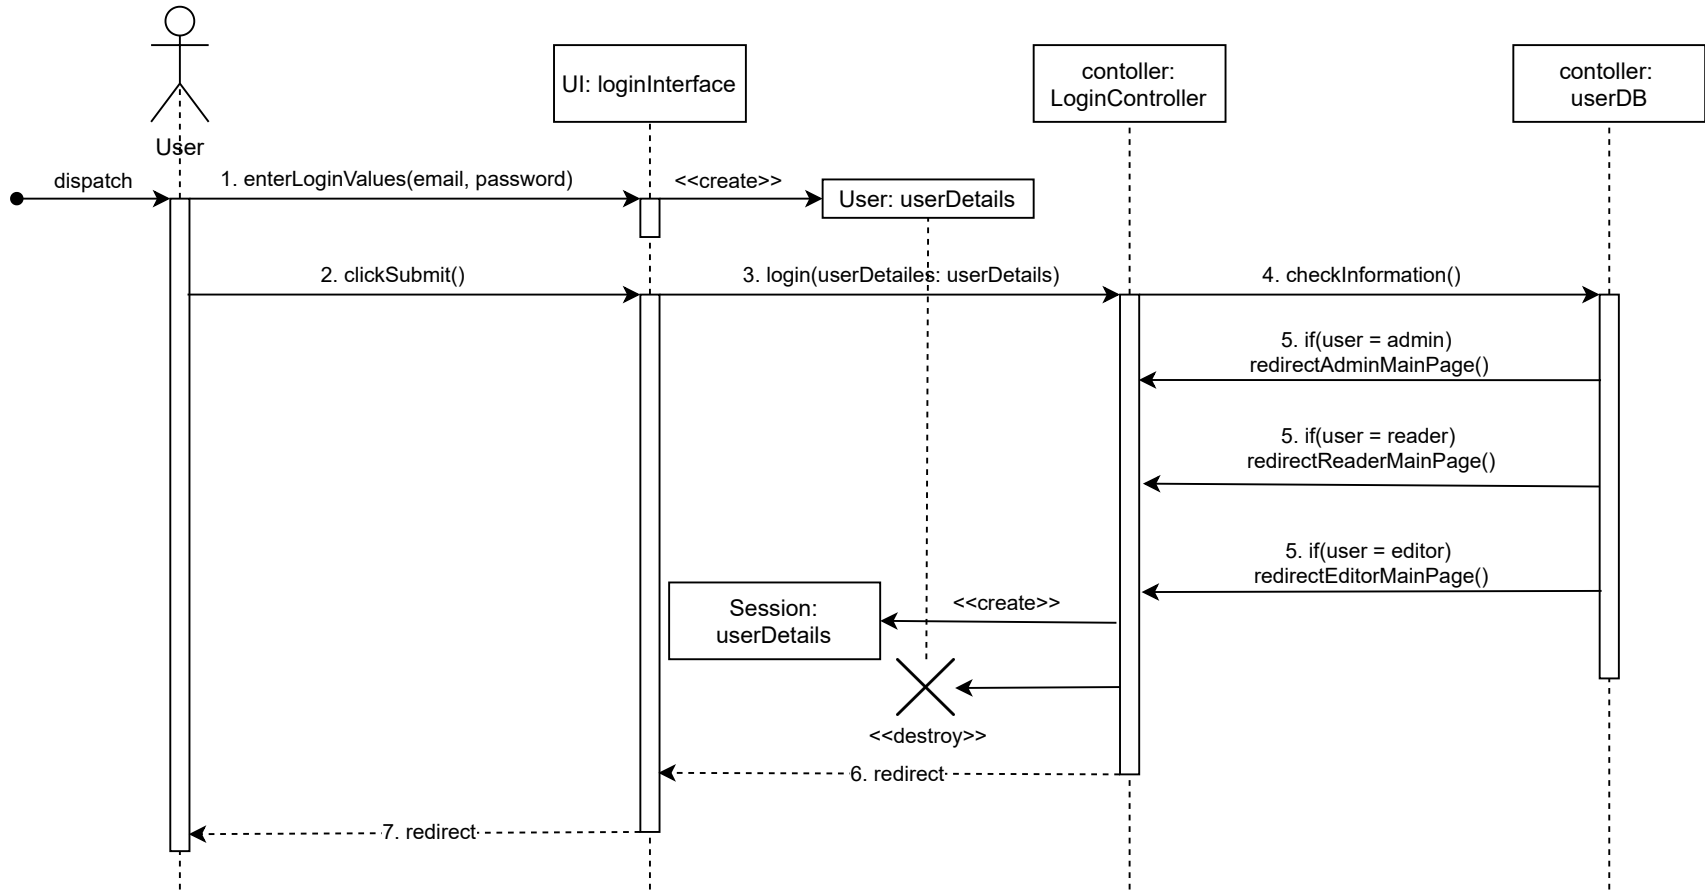 UI: loginInterface
contoller:
LoginController
contoller:
userDB
User
dispatch
1. enterLoginValues(email, password)
<<create>>
User: userDetails
2. clickSubmit()
3. login(userDetailes: userDetails)
4. checkInformation()
5. if(user = admin)
redirectAdminMainPage()
5. if(user = reader)
redirectReaderMainPage()
5. if(user = editor)
redirectEditorMainPage()
Session:
userDetails
<<create>>
<<destroy>>
6. redirect
7. redirect